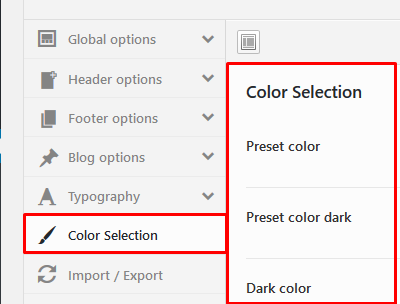 Global options
Header options
Footer options
Blog options
Typography
Color Selection
Import / Export
Color Selection
Preset color
Preset color dark
Dark color